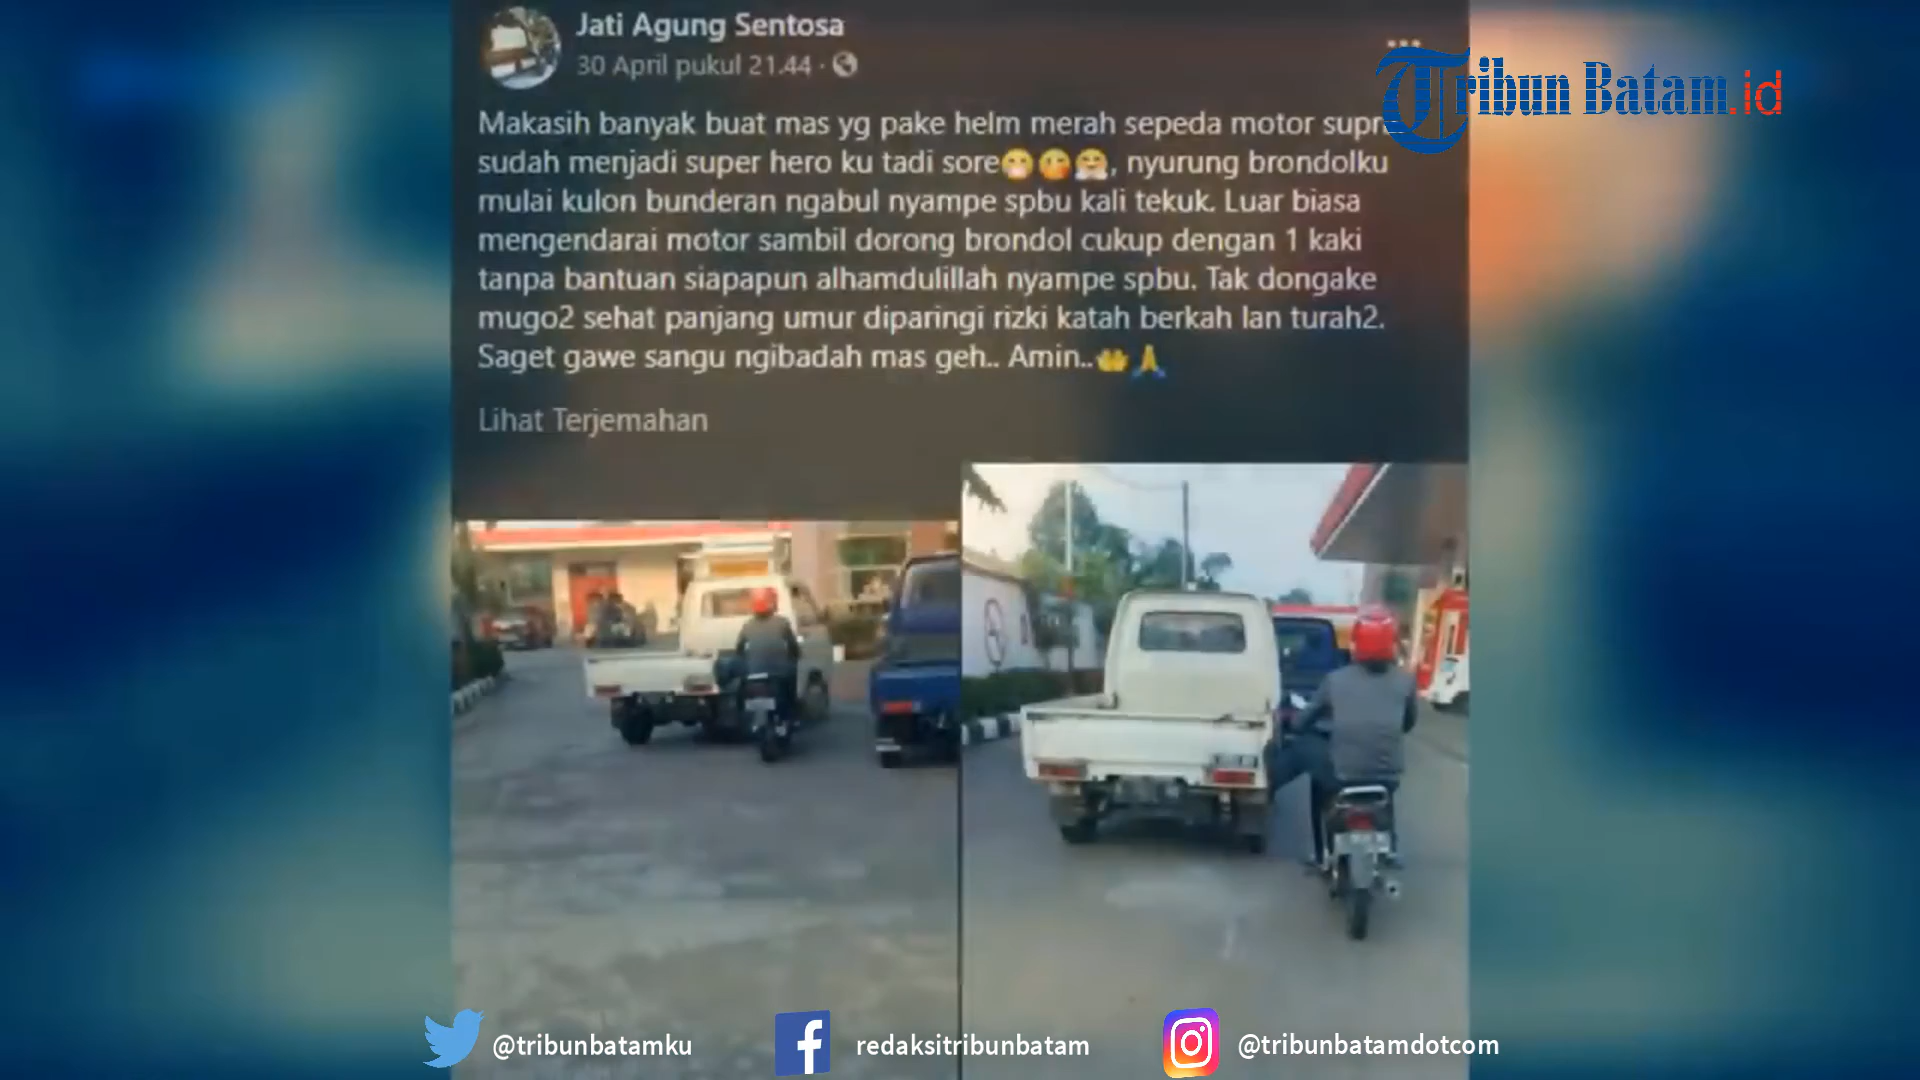 Jati Agung Sentosa
30 April pukul 21.44
Tribun Batam.id
Makasih banyak buat mas yg pake helm merah sepeda motor supr
sudah menjadi super hero ku tadi sore😁😘🤗, nyurung brondolku
mulai kulon bunderan ngabul nyampe spbu kali tekuk. Luar biasa
mengendarai motor sambil dorong brondol cukup dengan 1 kaki
tanpa bantuan siapapun alhamdulillah nyampe spbu. Tak dongake
mugo2 sehat panjang umur diparingi rizki katah berkah lan turah2.
Saget gawe sangu ngibadah mas geh.. Amin..🤲🙏
Lihat Terjemahan
@tribunbatamku
redaksitribunbatam
@tribunbatamdotcom